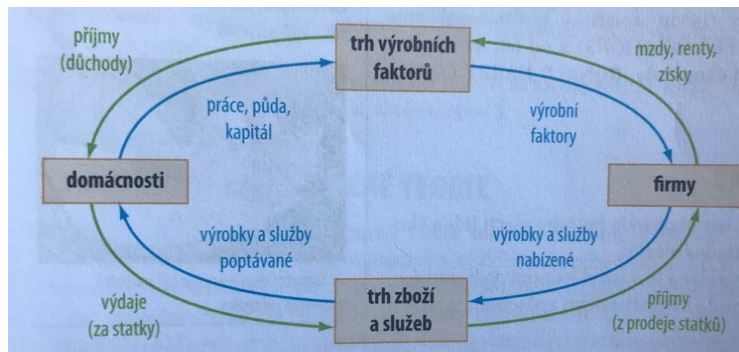 příjmy
(důchody)
trh výrobních
faktorů
mzdy, renty,
zisky
práce, půda,
kapitál
výrobní
faktory
domácnosti
firmy
výrobky a služby
poptávané
výrobky a služby
nabízené
výdaje
(za statky)
trh zboží
a služeb
příjmy
(z prodeje statků)